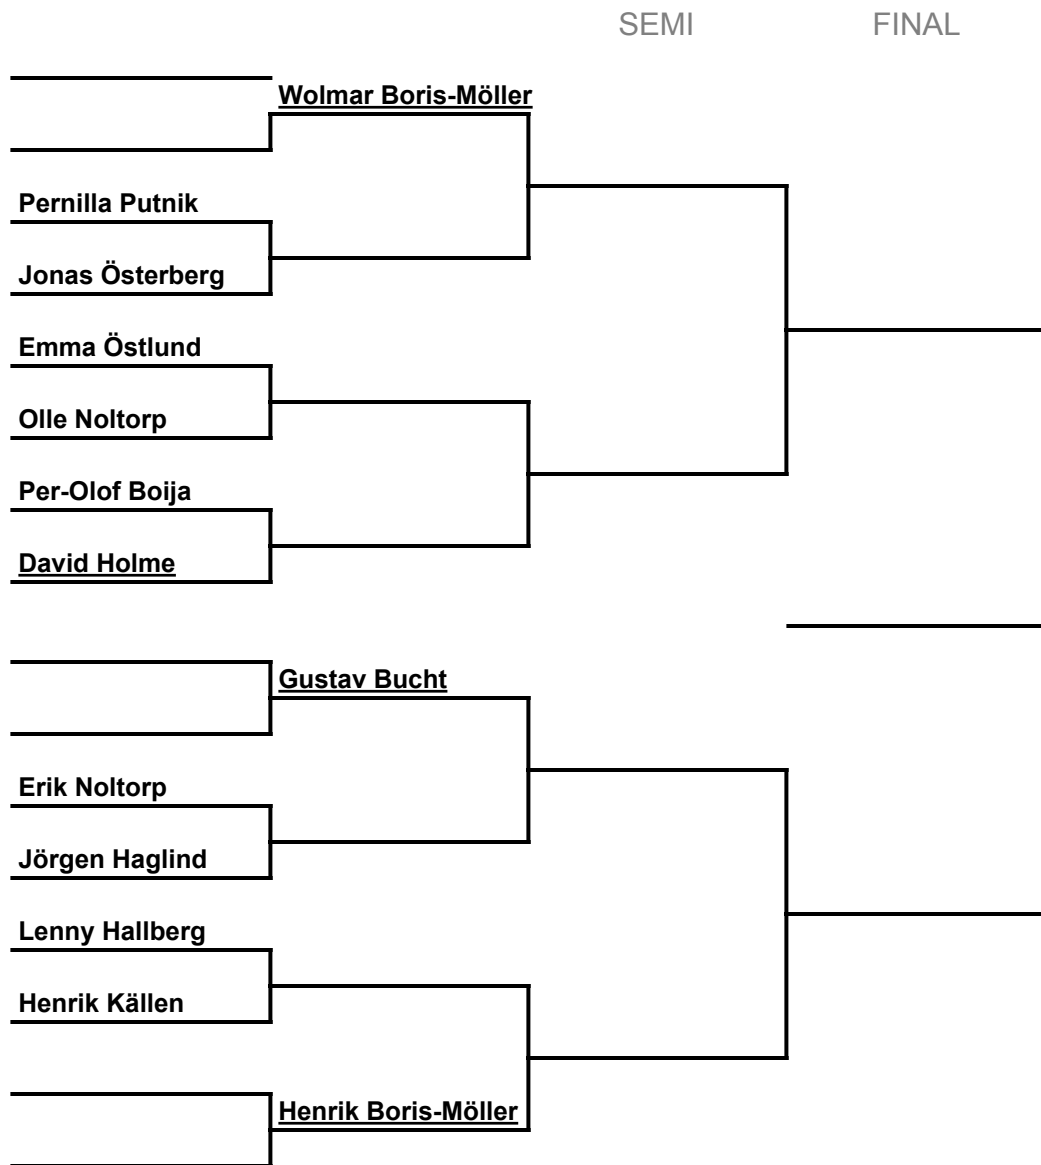 SEMI FINAL
Wolmar Boris-Möller
Pernilla Putnik
Jonas Österberg
Emma Östlund
Olle Noltorp
Per-Olof Boija
David Holme
Gustav Bucht
Erik Noltorp
Jörgen Haglind
Lenny Hallberg
Henrik Källen
Henrik Boris-Möller